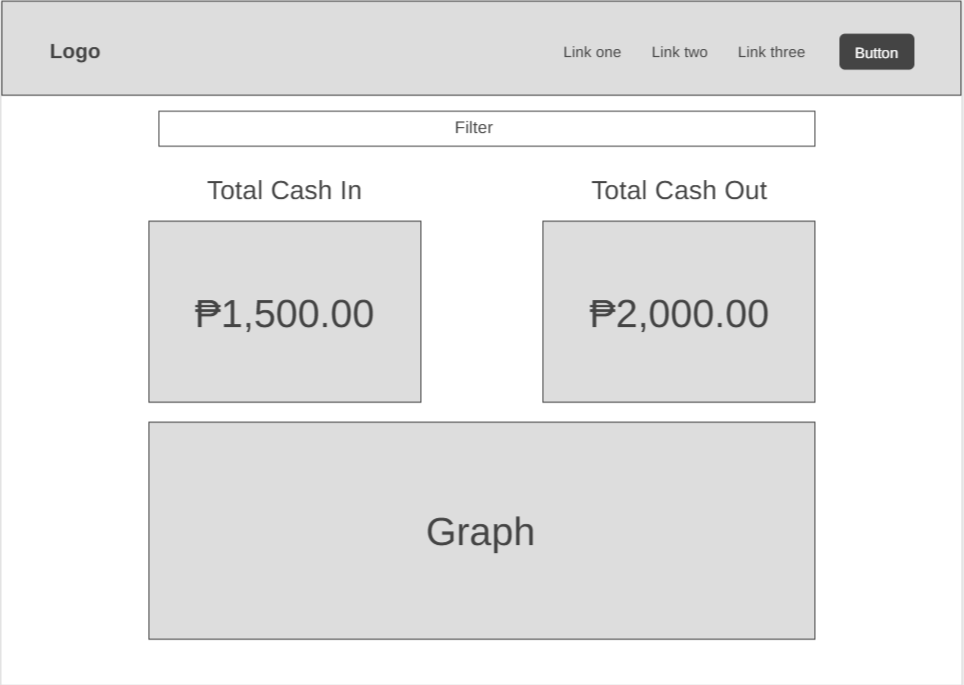 Logo
Link one Link two Link three Button
Filter
Total Cash In Total Cash Out
₱1,500.00 ₱2,000.00
Graph